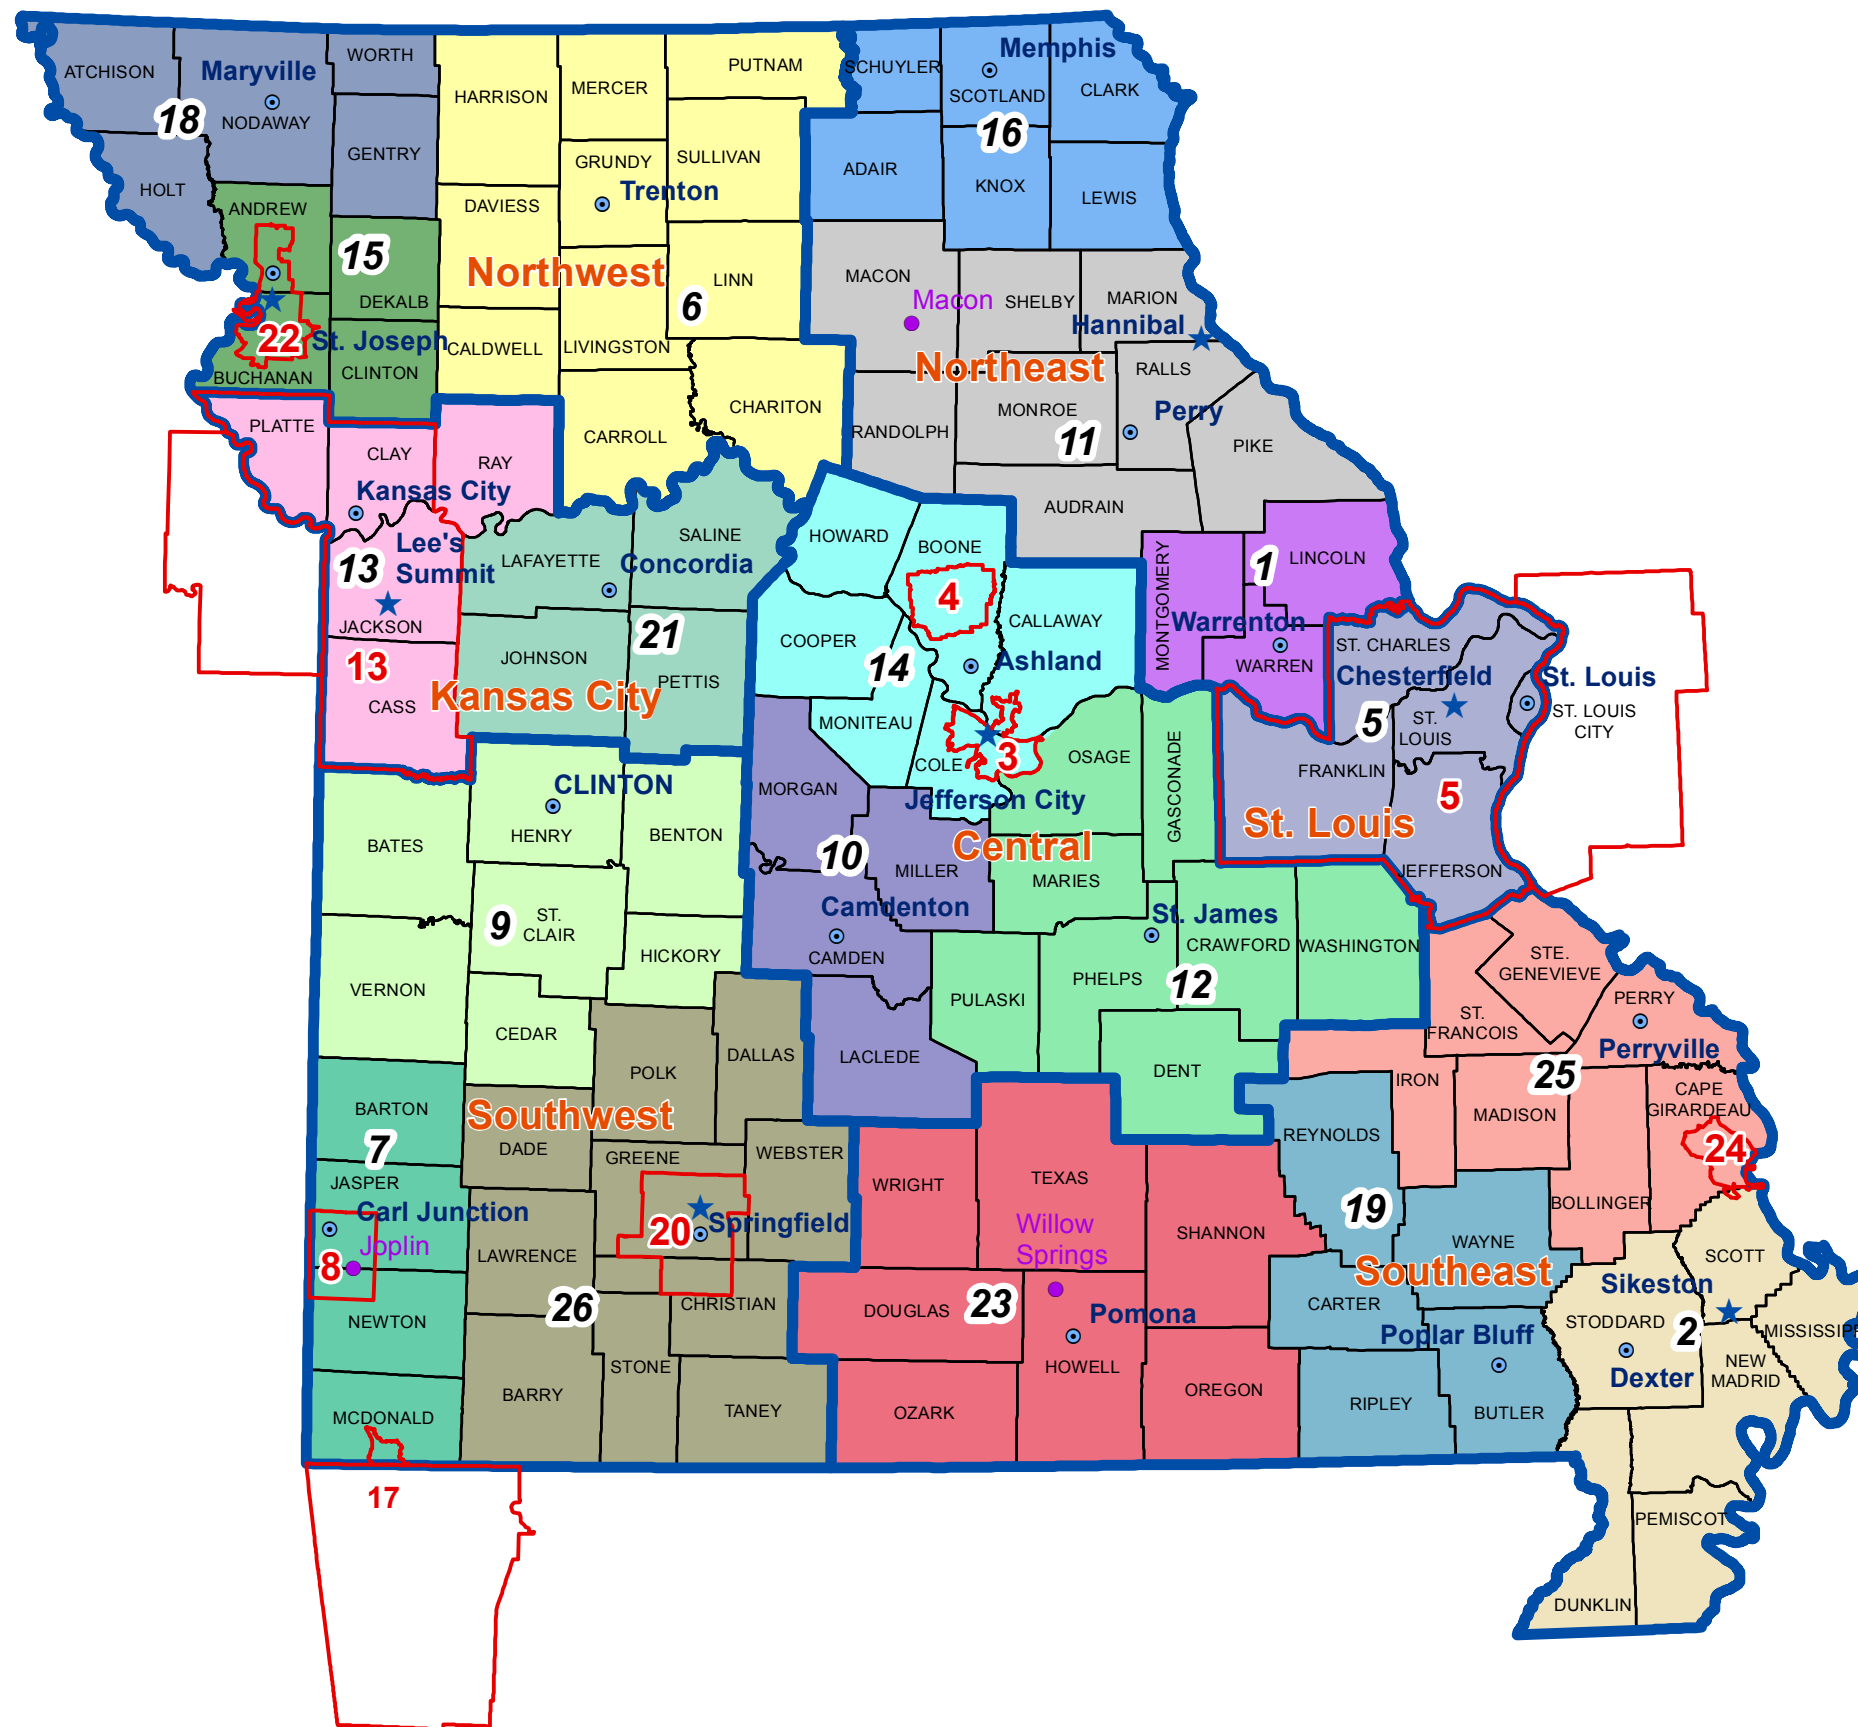 WORTH
ATCHISON
Maryville
NODAWAY
18
GENTRY
HOLT
HARRISON
MERCER
PUTNAM
GRUNDY
SULLIVAN
Trenton
DAVIESS
Northwest
6
LINN
CALDWELL
LIVINGSTON
CARROLL
CHARITON
SCHUYLER
Memphis
SCOTLAND
CLARK
16
ADAIR
KNOX
LEWIS
ANDREW
15
DEKALB
22
St. Joseph
BUCHANAN
CLINTON
MACON
Macon
SHELBY
MARION
Hannibal
Northeast
RALLS
MONROE
Perry
RANDOLPH
11
PIKE
AUDRAIN
PLATTE
CLAY
RAY
Kansas City
13
Lee's
Summit
JACKSON
13
CASS
LAFAYETTE
SALINE
Concordia
JOHNSON
21
PETTIS
Kansas City
HOWARD
BOONE
4
CALLAWAY
COOPER
14
Ashland
MONITEAU
COLE
3
Jefferson City
MONTGOMERY
1
LINCOLN
Warrenton
WARREN
ST. CHARLES
Chesterfield
St. Louis
ST. LOUIS
CITY
5
ST.
LOUIS
FRANKLIN
5
St. Louis
JEFFERSON
CLINTON
HENRY
BENTON
BATES
9
ST.
CLAIR
HICKORY
VERNON
CEDAR
MORGAN
10
MILLER
Camdenton
CAMDEN
LACLEDE
Central
OSAGE
GASCONADE
MARIES
St. James
CRAWFORD
WASHINGTON
PHELPS
12
PULASKI
DENT
POLK
DALLAS
Southwest
DADE
GREENE
WEBSTER
20
Springfield
LAWRENCE
26
CHRISTIAN
STONE
BARRY
TANEY
BARTON
7
JASPER
Carl Junction
Joplin
8
NEWTON
MCDONALD
17
WRIGHT
TEXAS
Willow
Springs
SHANNON
DOUGLAS
23
Pomona
HOWELL
OZARK
OREGON
STE.
GENEVIEVE
PERRY
ST.
FRANCOIS
Perryville
IRON
25
MADISON
CAPE
GIRARDEAU
24
BOLLINGER
REYNOLDS
19
WAYNE
Southeast
CARTER
Poplar Bluff
RIPLEY
BUTLER
SCOTT
Sikeston
STODDARD
2
MISSISSIP
NEW
MADRID
Dexter
PEMISCOT
DUNKLIN